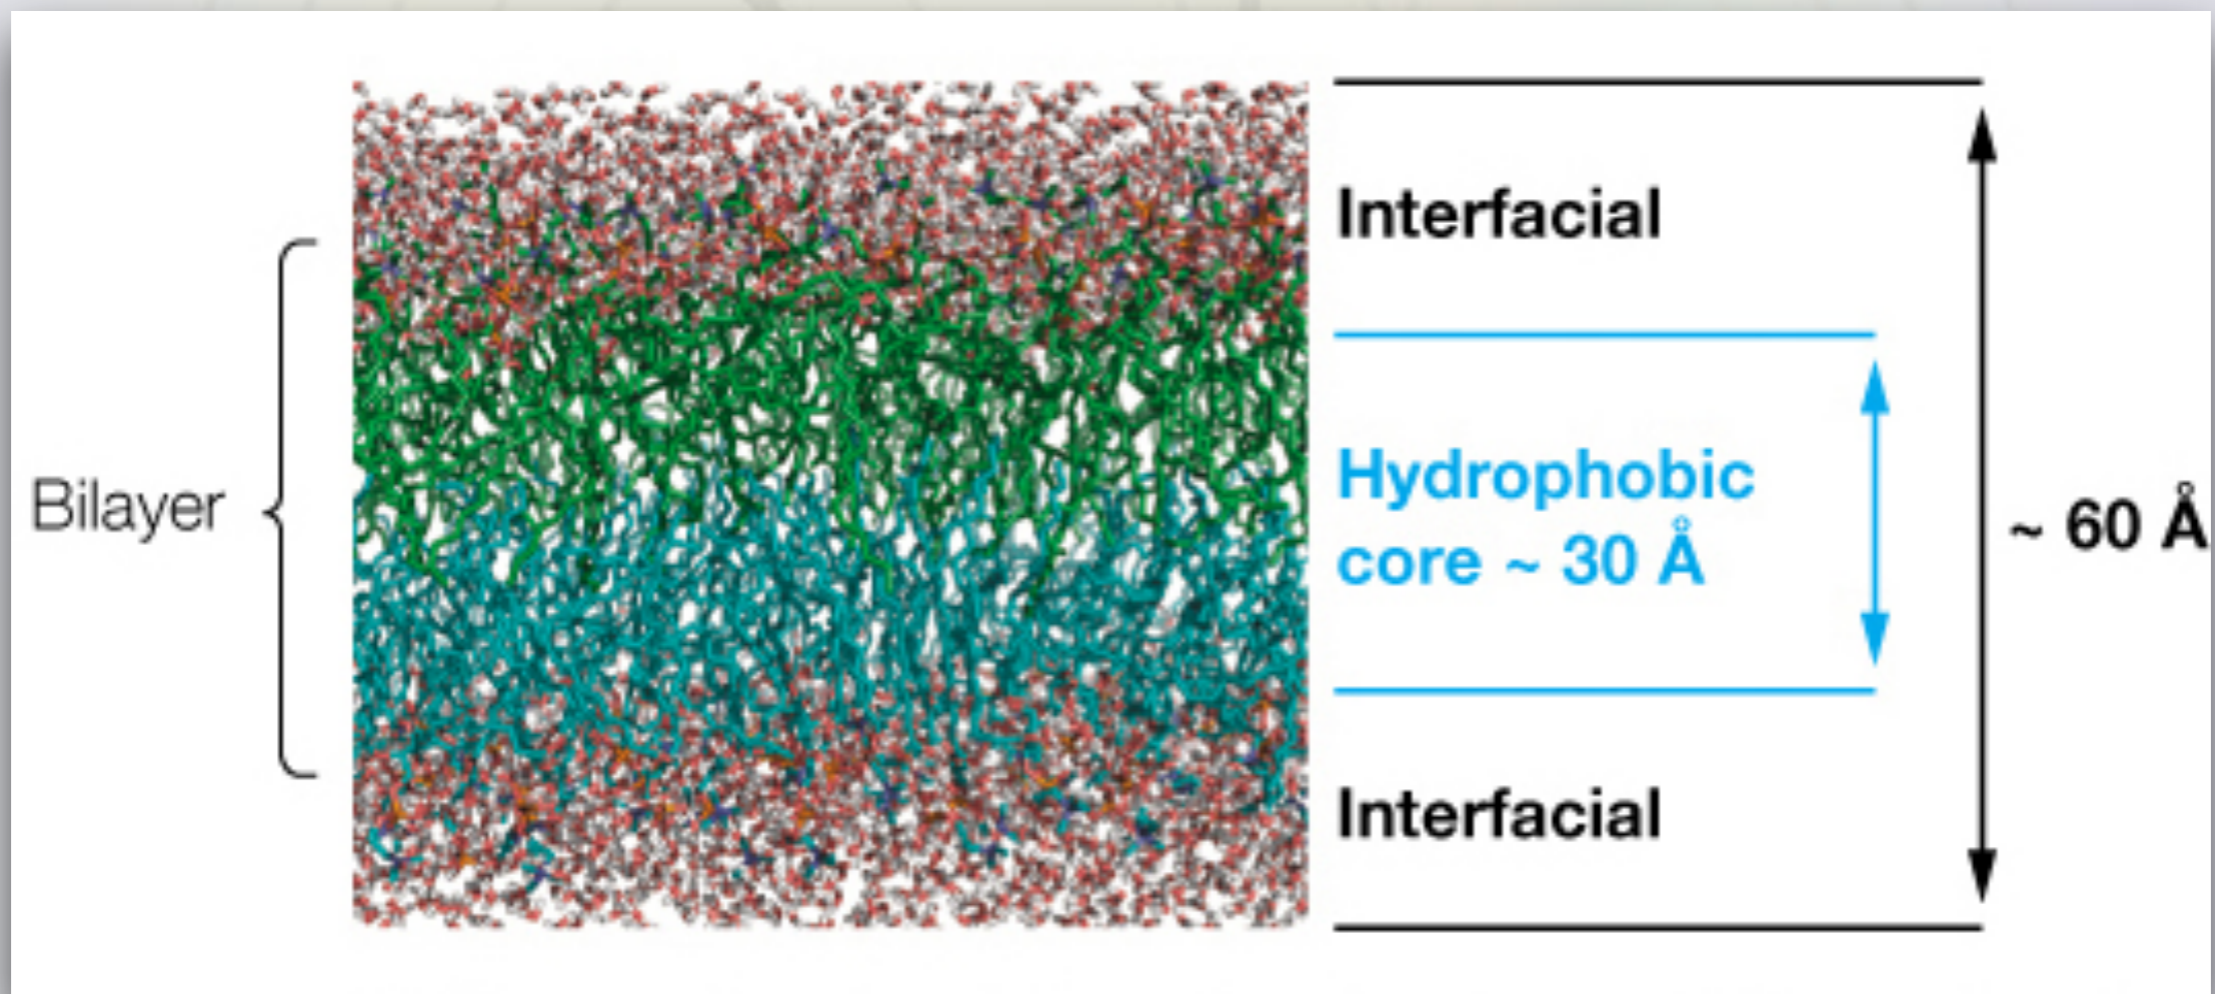 Interfacial
Bilayer
Hydrophobic
core ~ 30 Å
~ 60 Å
Interfacial